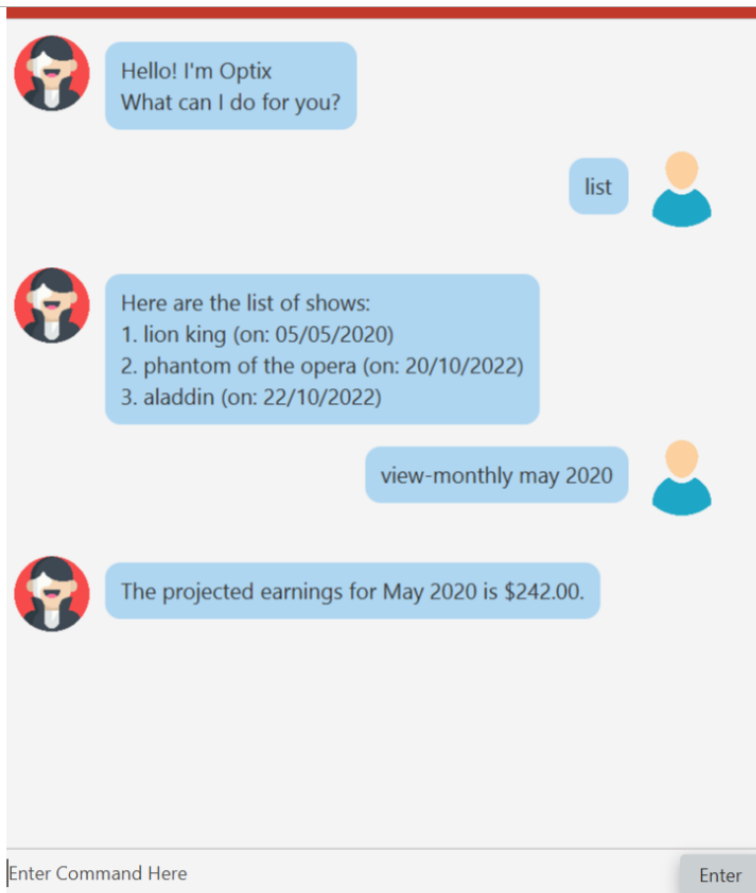 Hello! I'm Optix
What can I do for you?
list
Here are the list of shows:
1. lion king (on: 05/05/2020)
2. phantom of the opera (on: 20/10/2022)
3. aladdin (on: 22/10/2022)
view-monthly may 2020
The projected earnings for May 2020 is $242.00.
Enter Command Here
Enter